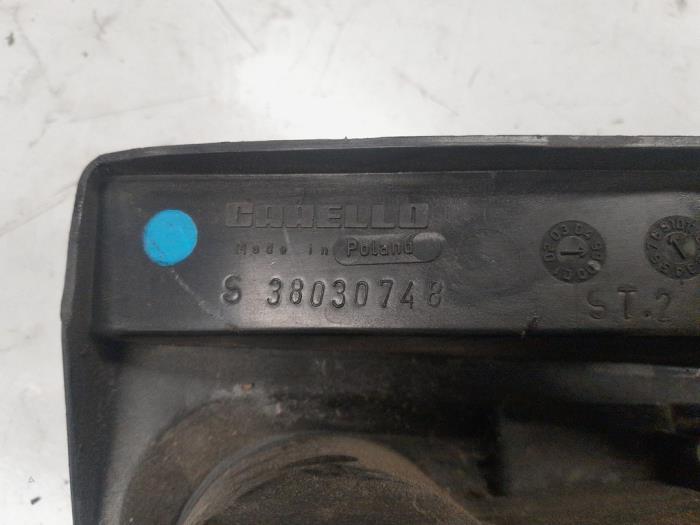 CARELLO
Made in Poland
S 38030748
ST.2